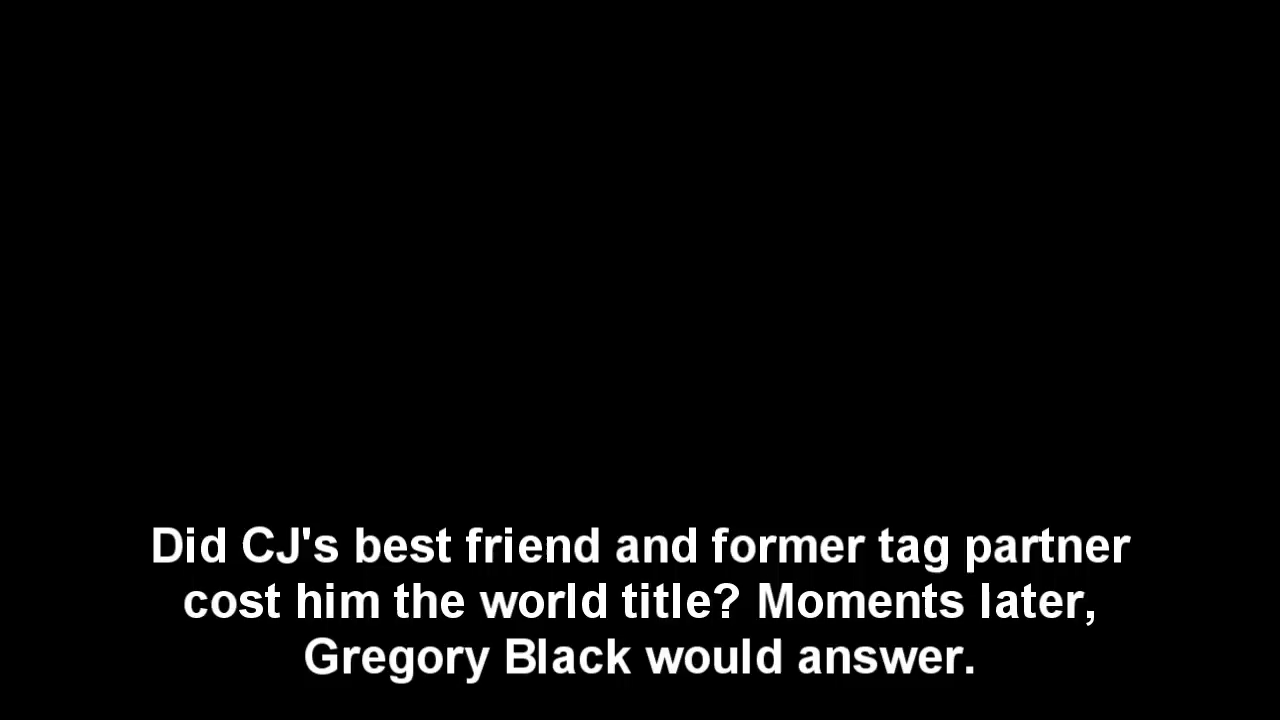 Did CJ's best friend and former tag partner
cost him the world title? Moments later,
Gregory Black would answer.